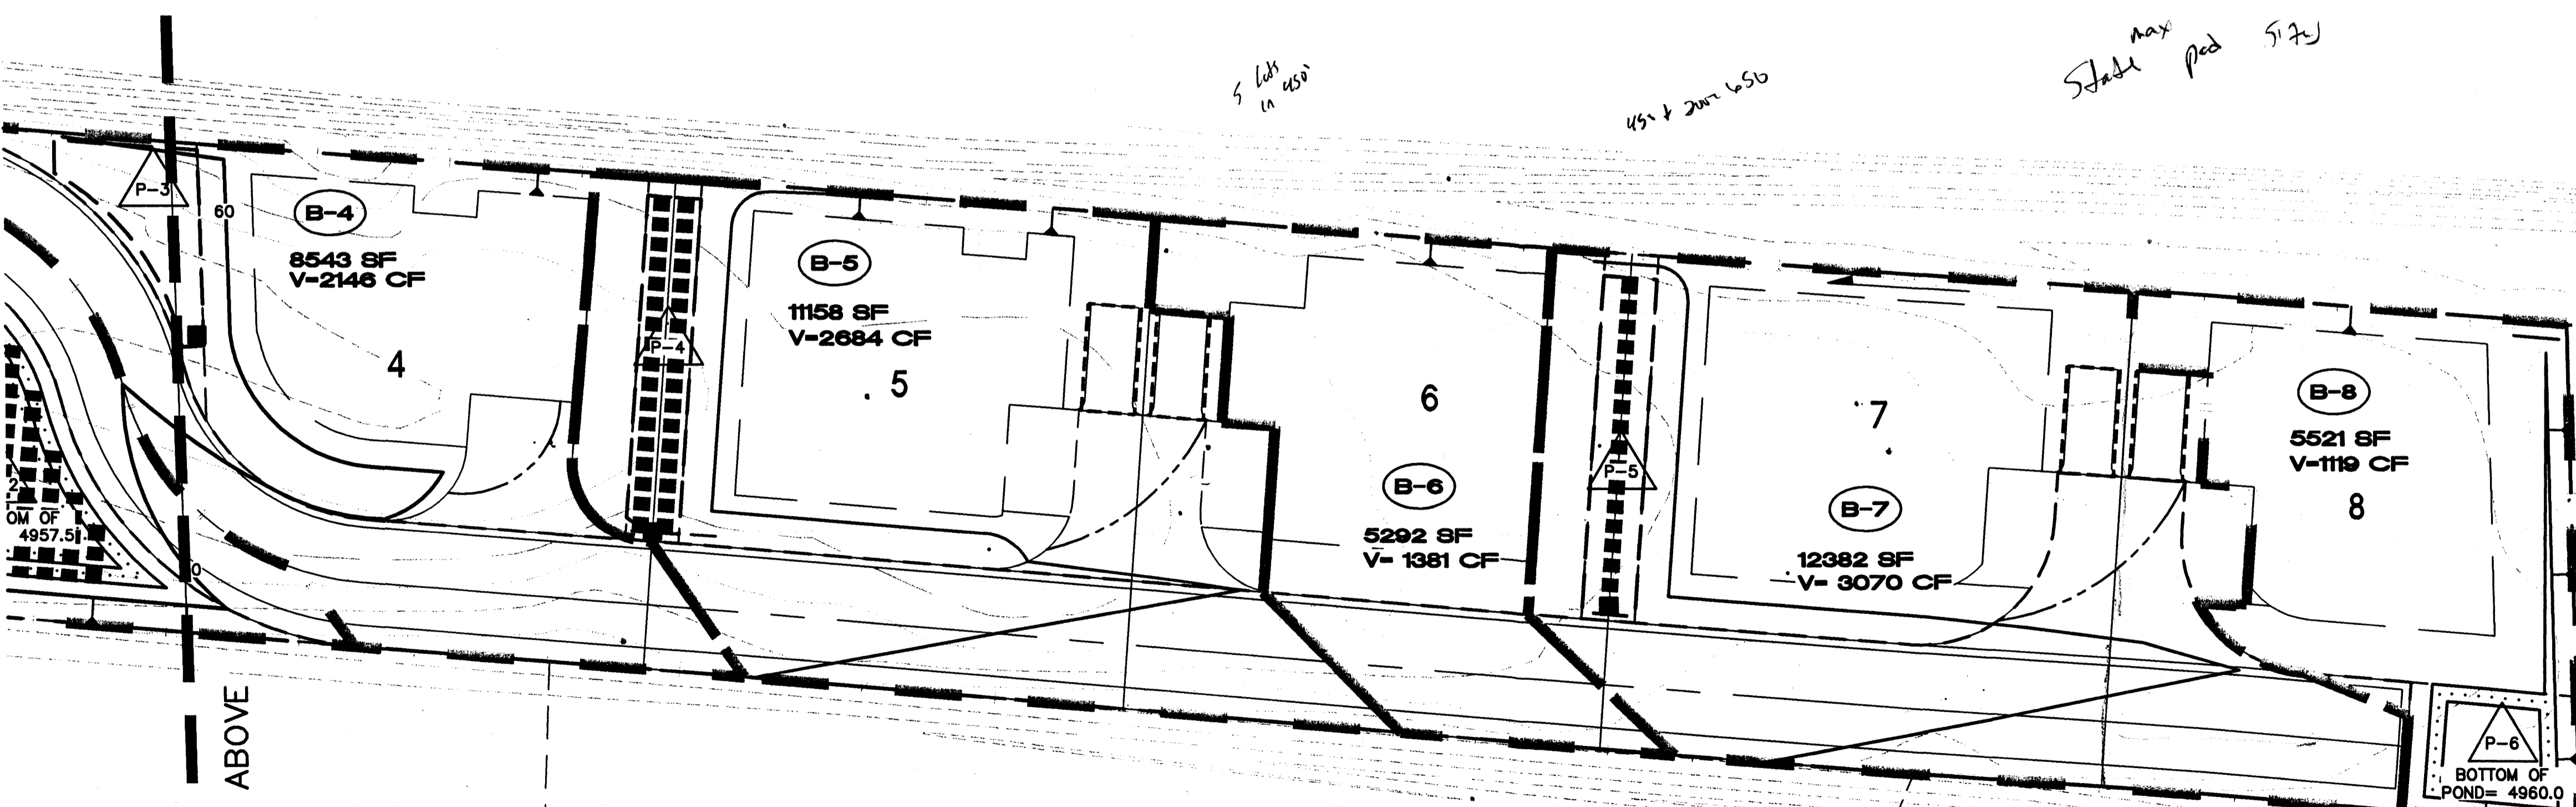 State max pad
5 lots
in 450'
450 + 200 = 650
P-3
60
B-4
8543 SF
V=2146 CF
4
P-4
B-5
11158 SF
V=2684 CF
5
6
B-6
5292 SF
V= 1381 CF
P-5
7
B-7
12382 SF
V= 3070 CF
B-8
5521 SF
V=1119 CF
8
2
OM OF
4957.5
0
ABOVE
P-6
BOTTOM OF
POND= 4960.0